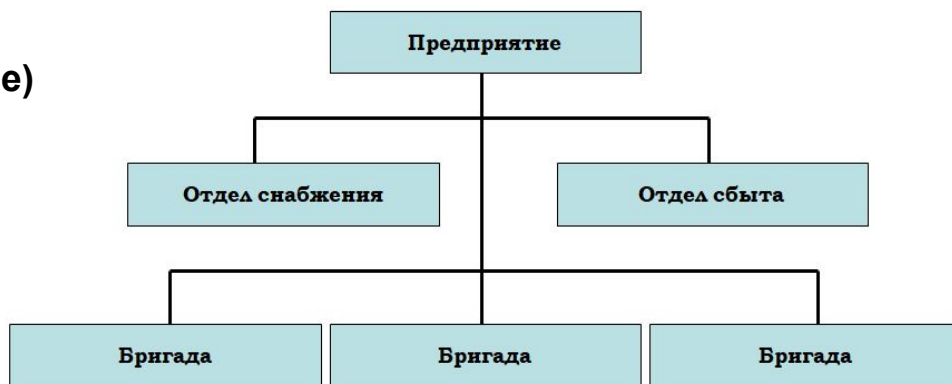 Предприятие
е)
Отдел снабжения
Отдел сбыта
Бригада
Бригада
Бригада